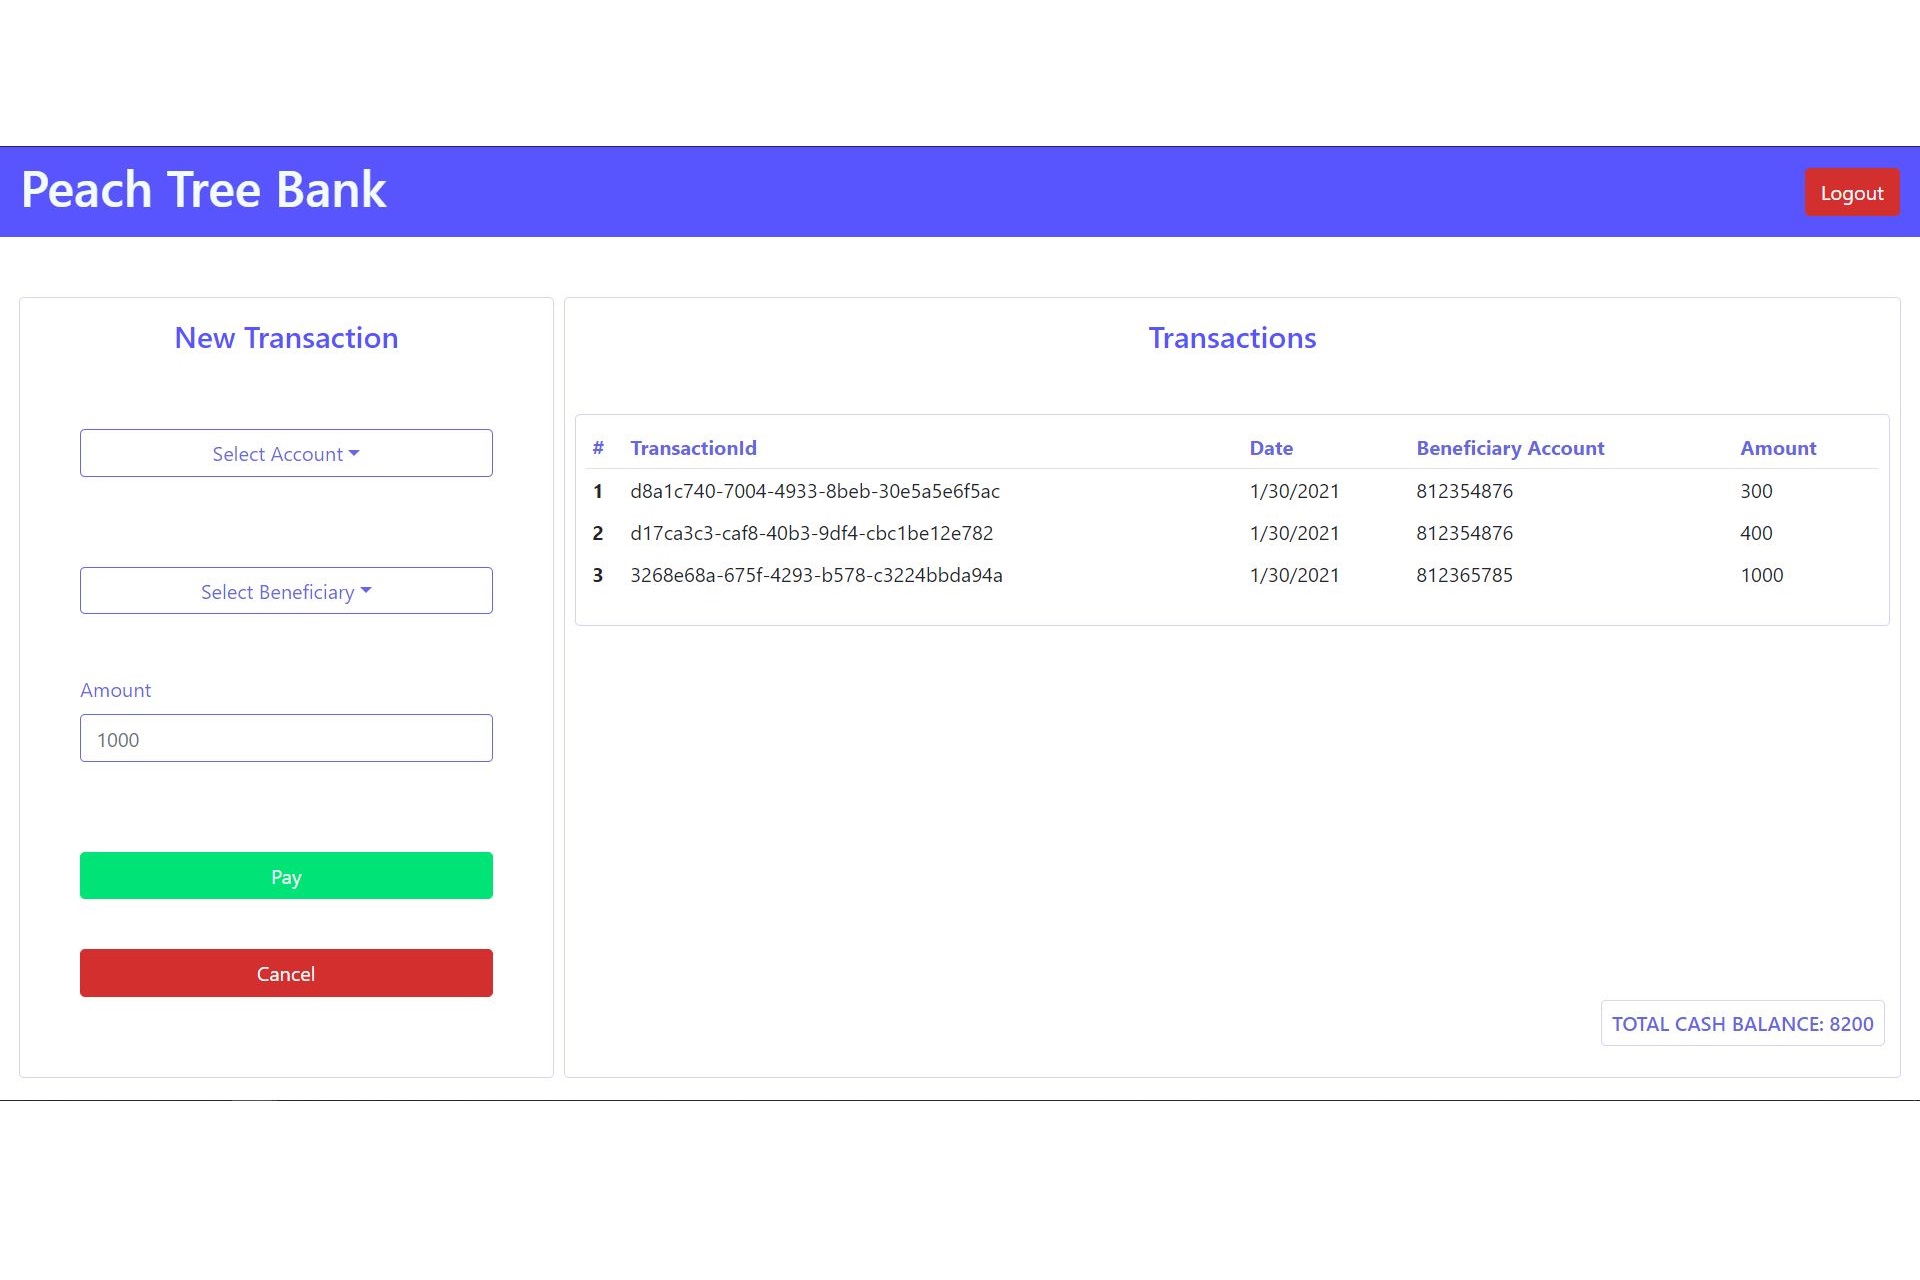 Peach Tree Bank
Logout
New Transaction
Select Account
Select Beneficiary
Amount
1000
Pay
Cancel
Transactions
# TransactionId Date Beneficiary Account Amount
1 d8a1c740-7004-4933-8beb-30e5a5e6f5ac 1/30/2021 812354876 300
2 d17ca3c3-caf8-40b3-9df4-cbc1be12e782 1/30/2021 812354876 400
3 3268e68a-675f-4293-b578-c3224bbda94a 1/30/2021 812365785 1000
TOTAL CASH BALANCE: 8200